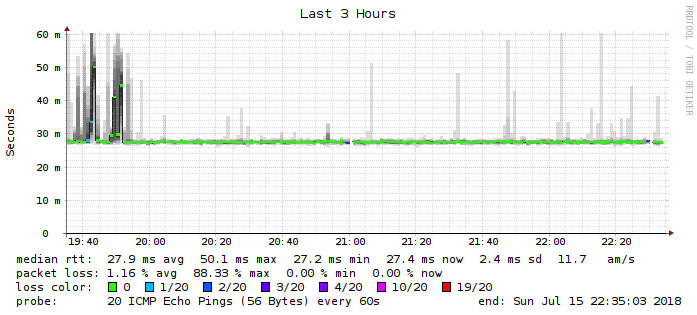 Last 3 Hours
RRDTOOL / TOBI OETIKER
Seconds
60 m
50 m
40 m
30 m
20 m
10 m
0
19:40 20:00 20:20 20:40 21:00 21:20 21:40 22:00 22:20
median rtt: 27.9 ms avg 50.1 ms max 27.2 ms min 27.4 ms now 2.4 ms sd 11.7 am/s
packet loss: 1.16 % avg 88.33 % max 0.00 % min 0.00 % now
loss color: 0 1/20 2/20 3/20 4/20 10/20 19/20
probe: 20 ICMP Echo Pings (56 Bytes) every 60s end: Sun Jul 15 22:35:03 2018